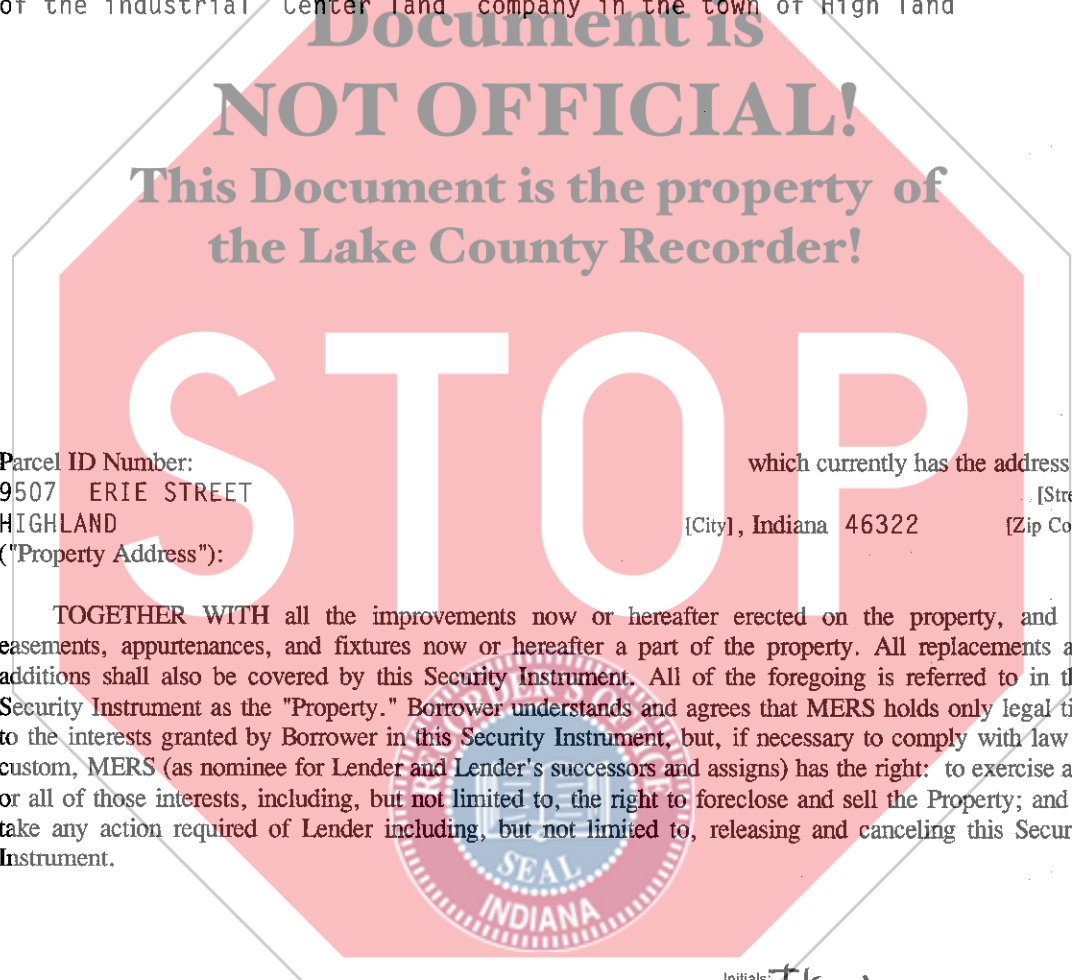 of the industrial Center land company in the town of High land
Document is
NOT OFFICIAL!
This Document is the property of
the Lake County Recorder!
STOP
Parcel ID Number: which currently has the address
9507 ERIE STREET [Stre
HIGHLAND [City], Indiana 46322 [Zip Co
("Property Address"):
TOGETHER WITH all the improvements now or hereafter erected on the property, and
easements, appurtenances, and fixtures now or hereafter a part of the property. All replacements a
additions shall also be covered by this Security Instrument. All of the foregoing is referred to in th
Security Instrument as the "Property." Borrower understands and agrees that MERS holds only legal ti
to the interests granted by Borrower in this Security Instrument, but, if necessary to comply with law
custom, MERS (as nominee for Lender and Lender's successors and assigns) has the right: to exercise a
or all of those interests, including, but not limited to, the right to foreclose and sell the Property; and
take any action required of Lender including, but not limited to, releasing and canceling this Secur
Instrument.
RECORDER'S OFFICE
SEAL
INDIANA
Initials: